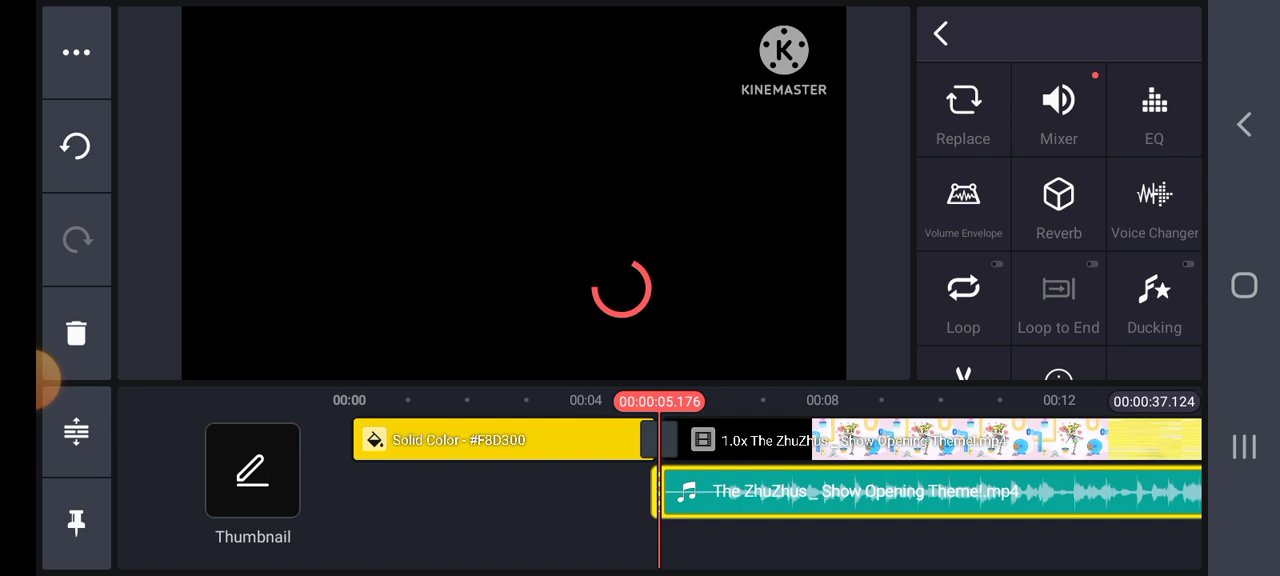 K
KINEMASTER
Replace
Mixer
EQ
Volume Envelope
Reverb
Voice Changer
Loop
Loop to End
Ducking
00:00
00:04
00:00:05.176
00:08
00:12
00:00:37.124
Solid Color - #F8D300
1.0x The ZhuZhus_ Show Opening Theme!.mp4
The ZhuZhus_ Show Opening Theme!.mp4
Thumbnail